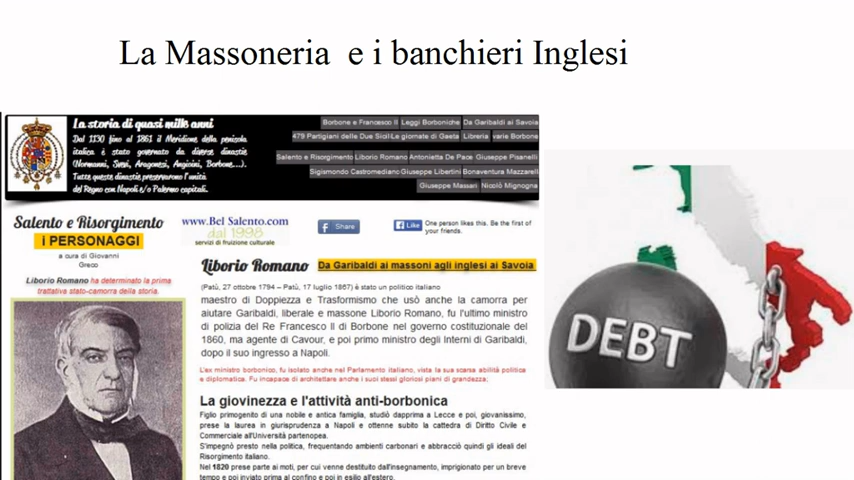 La Massoneria e i banchieri Inglesi
La storia di quasi mille anni
Dal 1130 fino al 1861 il Meridione della penisola
italica è stato governato da diverse dinastie
(Normanni, Svevi, Aragonesi, Angioini, Borbone...).
Tutte queste dinastie preservarono l'unità
del Regno con Napoli e/o Palermo capitali.
Borbone e Francesco II Leggi Borboniche Da Garibaldi ai Savoia
479 Partigiani delle Due Sicil Le giornate di Gaeta Libreria varie Borbone
Salento e Risorgimento Liborio Romano Antonietta De Pace Giuseppe Pisanelli
Sigismondo Castromediano Giuseppe Libertini Bonaventura Mazzarell
Giuseppe Massari Nicolò Mignogna
Salento e Risorgimento
i PERSONAGGI
a cura di Giovanni
Greco
Liborio Romano ha determinato la prima
trattativa stato-camorra della storia.
www.Bel Salento.com
dal 1998
servizi di fruizione culturale
Share
Like
One person likes this. Be the first of
your friends.
Liborio Romano Da Garibaldi ai massoni agli inglesi ai Savoia
(Patù, 27 ottobre 1794 – Patù, 17 luglio 1867) è stato un politico italiano
maestro di Doppiezza e Trasformismo che usò anche la camorra per
aiutare Garibaldi, liberale e massone Liborio Romano, fu l'ultimo ministro
di polizia del Re Francesco II di Borbone nel governo costituzionale del
1860, ma agente di Cavour, e poi primo ministro degli Interni di Garibaldi,
dopo il suo ingresso a Napoli.
L'ex ministro borbonico, fu isolato anche nel Parlamento italiano, vista la sua scarsa abilità politica
e diplomatica. Fu incapace di architettare anche i suoi stessi gloriosi piani di grandezza;
La giovinezza e l'attività anti-borbonica
Figlio primogenito di una nobile e antica famiglia, studiò dapprima a Lecce e poi, giovanissimo,
prese la laurea in giurisprudenza a Napoli e ottenne subito la cattedra di Diritto Civile e
Commerciale all'Università partenopea.
S'impegnò presto nella politica, frequentando ambienti carbonari e abbracciò quindi gli ideali del
Risorgimento italiano.
Nel 1820 prese parte ai moti, per cui venne destituito dall'insegnamento, imprigionato per un breve
tempo e poi inviato prima al confino e poi in esilio all'estero.
DEBT